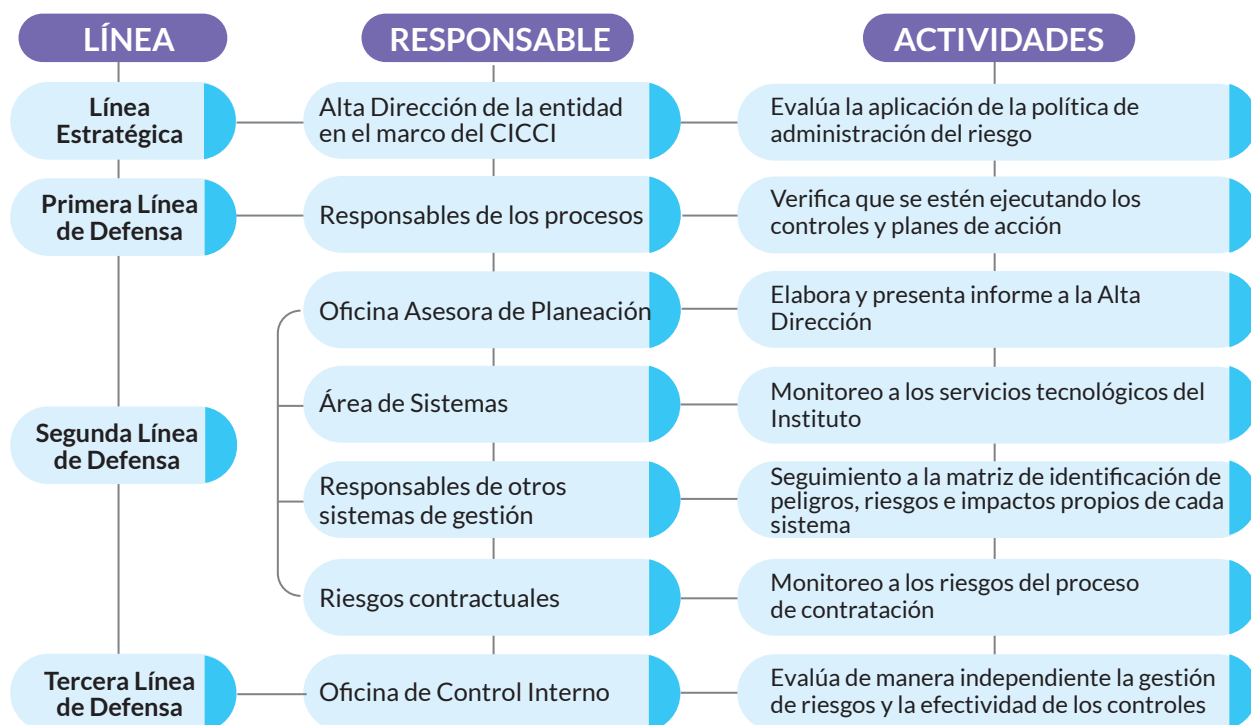 LÍNEA
RESPONSABLE
ACTIVIDADES
Línea
Estratégica
Alta Dirección de la entidad
en el marco del CICCI
Evalúa la aplicación de la política de
administración del riesgo
Primera Línea
de Defensa
Responsables de los procesos
Verifica que se estén ejecutando los
controles y planes de acción
Segunda Línea
de Defensa
Oficina Asesora de Planeación
Elabora y presenta informe a la Alta
Dirección
Área de Sistemas
Monitoreo a los servicios tecnológicos del
Instituto
Responsables de otros
sistemas de gestión
Seguimiento a la matriz de identificación de
peligros, riesgos e impactos propios de cada
sistema
Riesgos contractuales
Monitoreo a los riesgos del proceso
de contratación
Tercera Línea
de Defensa
Oficina de Control Interno
Evalúa de manera independiente la gestión
de riesgos y la efectividad de los controles